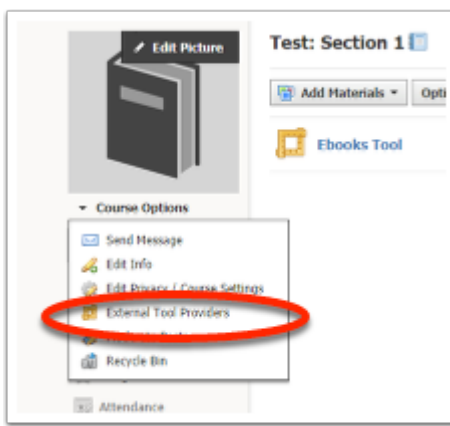 Edit Picture
Test: Section 1
Add Materials
Opti
Ebooks Tool
Course Options
Send Message
Edit Info
Edit Privacy / Course Settings
External Tool Providers
Recycle Bin
Attendance